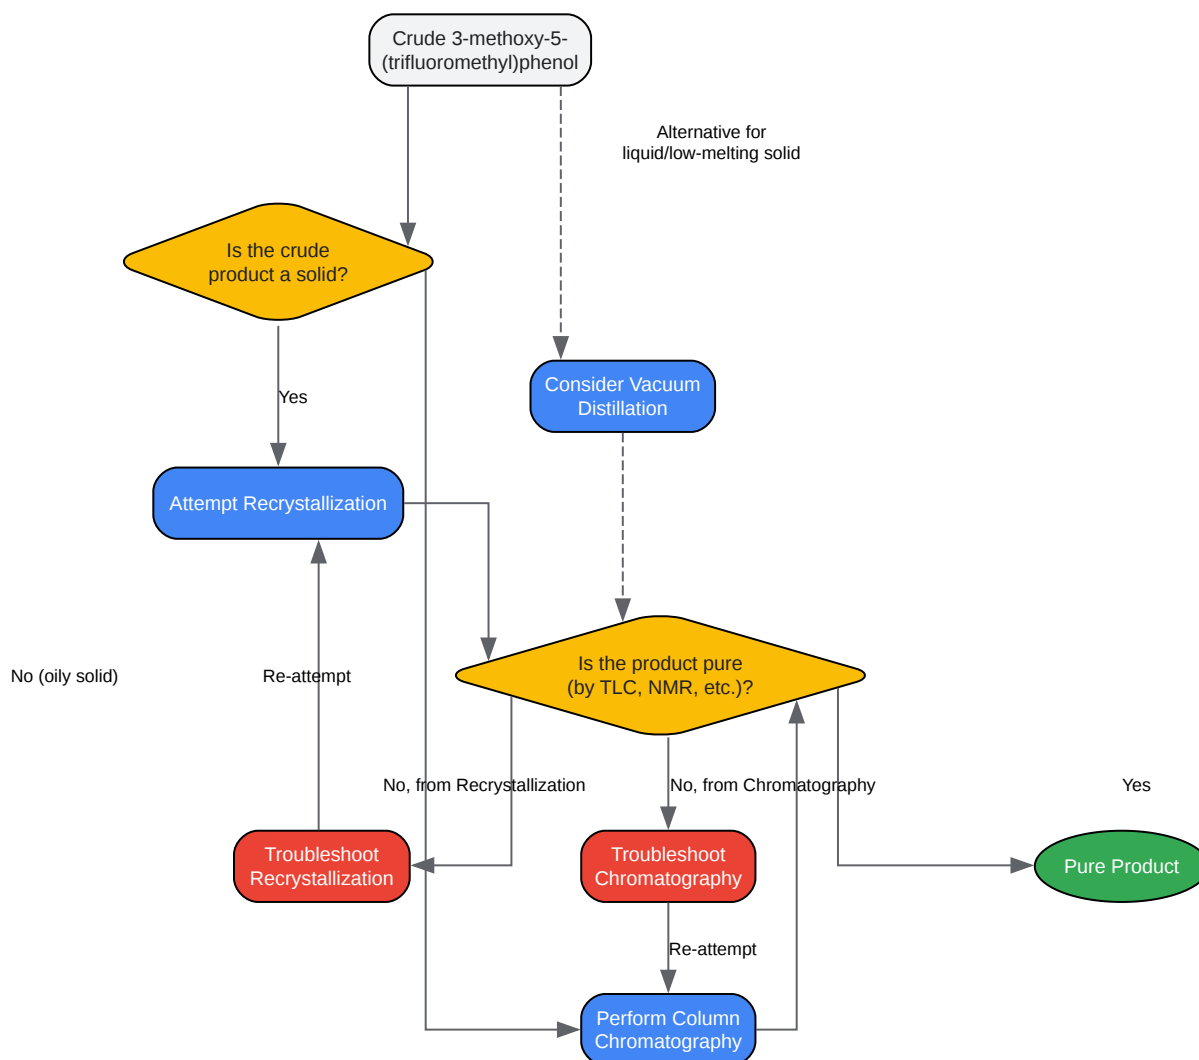 Crude 3-methoxy-5-
(trifluoromethyl)phenol
Alternative for
liquid/low-melting solid
Is the crude
product a solid?
Consider Vacuum
Distillation
Yes
Attempt Recrystallization
No (oily solid)
Re-attempt
Is the product pure
(by TLC, NMR, etc.)?
No, from Recrystallization
No, from Chromatography
Yes
Troubleshoot
Recrystallization
Troubleshoot
Chromatography
Pure Product
Re-attempt
Perform Column
Chromatography